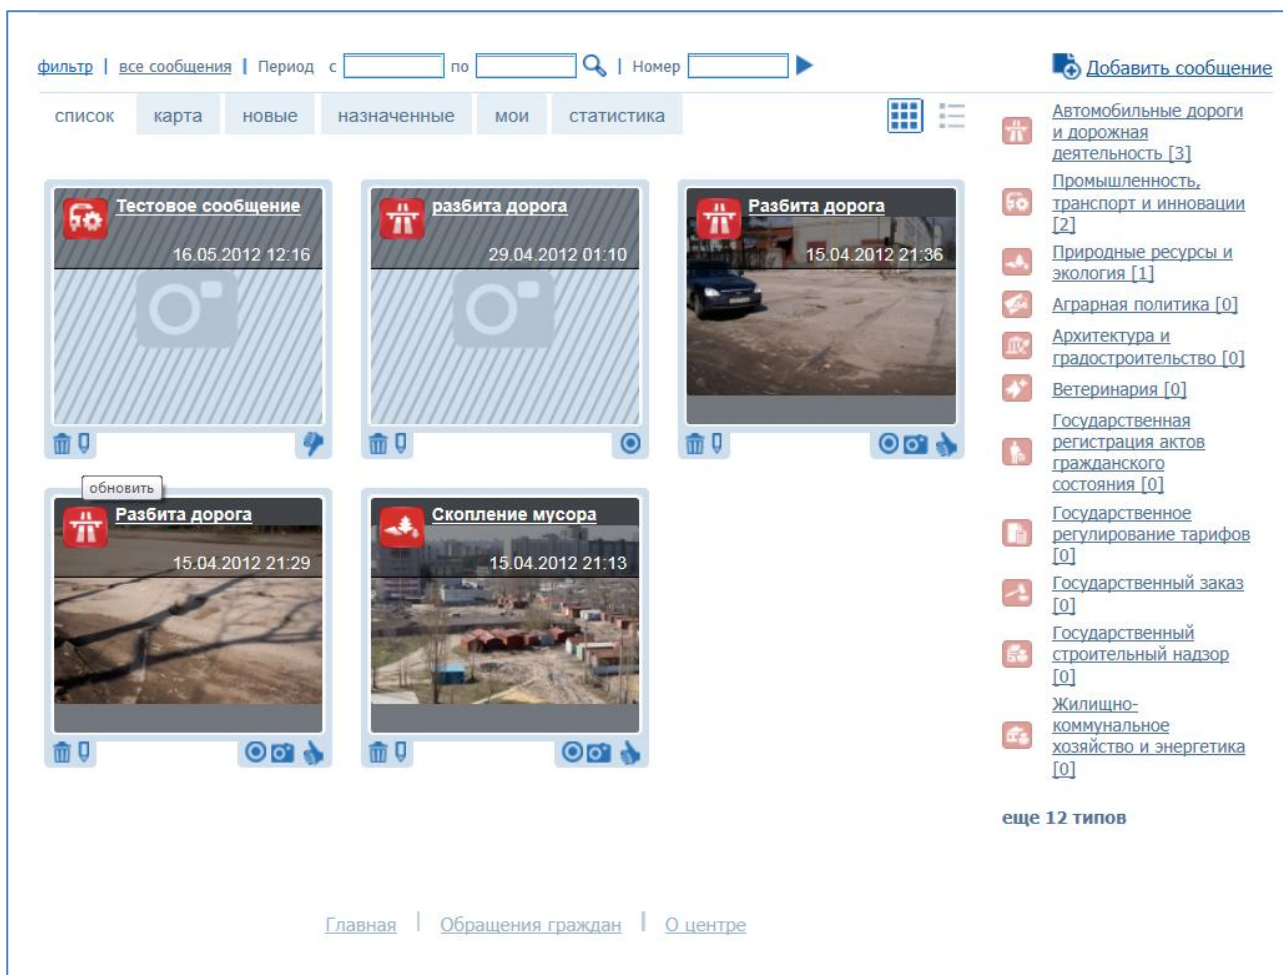 фильтр | все сообщения | Период с по | Номер
Добавить сообщение
список карта новые назначенные мои статистика
Тестовое сообщение
16.05.2012 12:16
разбита дорога
29.04.2012 01:10
Разбита дорога
15.04.2012 21:36
обновить
Разбита дорога
15.04.2012 21:29
Скопление мусора
15.04.2012 21:13
Автомобильные дороги
и дорожная
деятельность [3]
Промышленность,
транспорт и инновации
[2]
Природные ресурсы и
экология [1]
Аграрная политика [0]
Архитектура и
градостроительство [0]
Ветеринария [0]
Государственная
регистрация актов
гражданского
состояния [0]
Государственное
регулирование тарифов
[0]
Государственный заказ
[0]
Государственный
строительный надзор
[0]
Жилищно-
коммунальное
хозяйство и энергетика
[0]
еще 12 типов
Главная | Обращения граждан | О центре